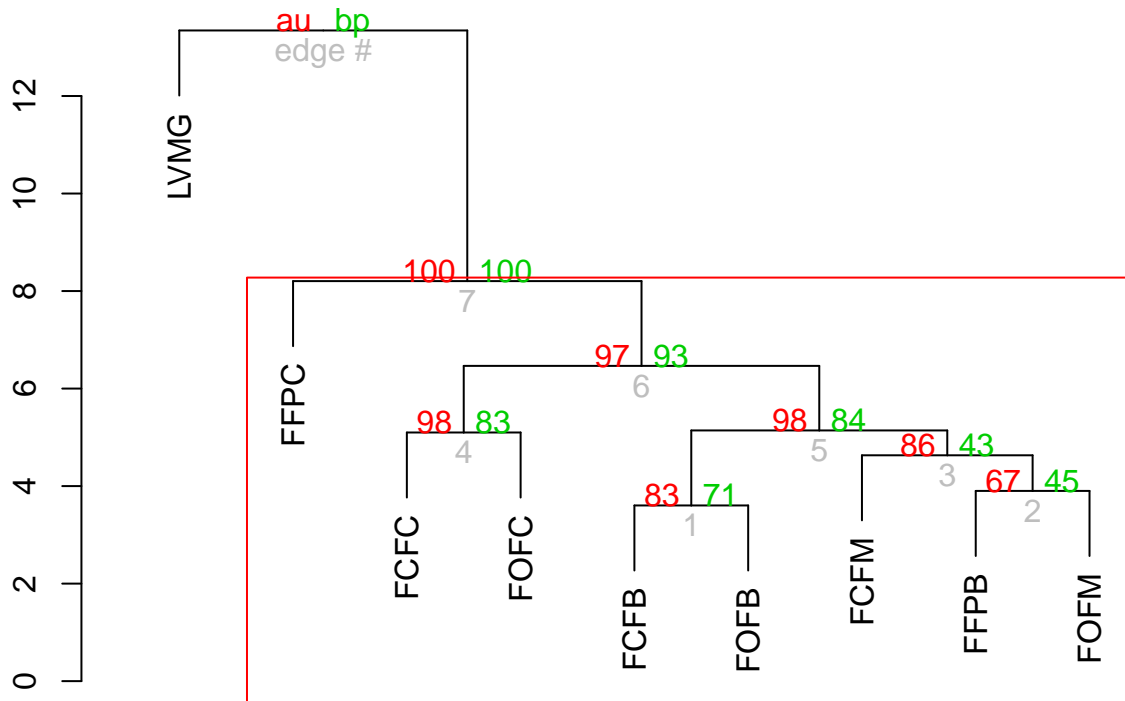 au bp
edge #
12
10
8
6
4
2
0
LVMG
100 100
7
FFPC
97 93
6
98 83
4
98 84
5
86 43
3
83 71
1
67 45
2
FCFC
FOFC
FCFB
FOFB
FCFM
FFPB
FOFM